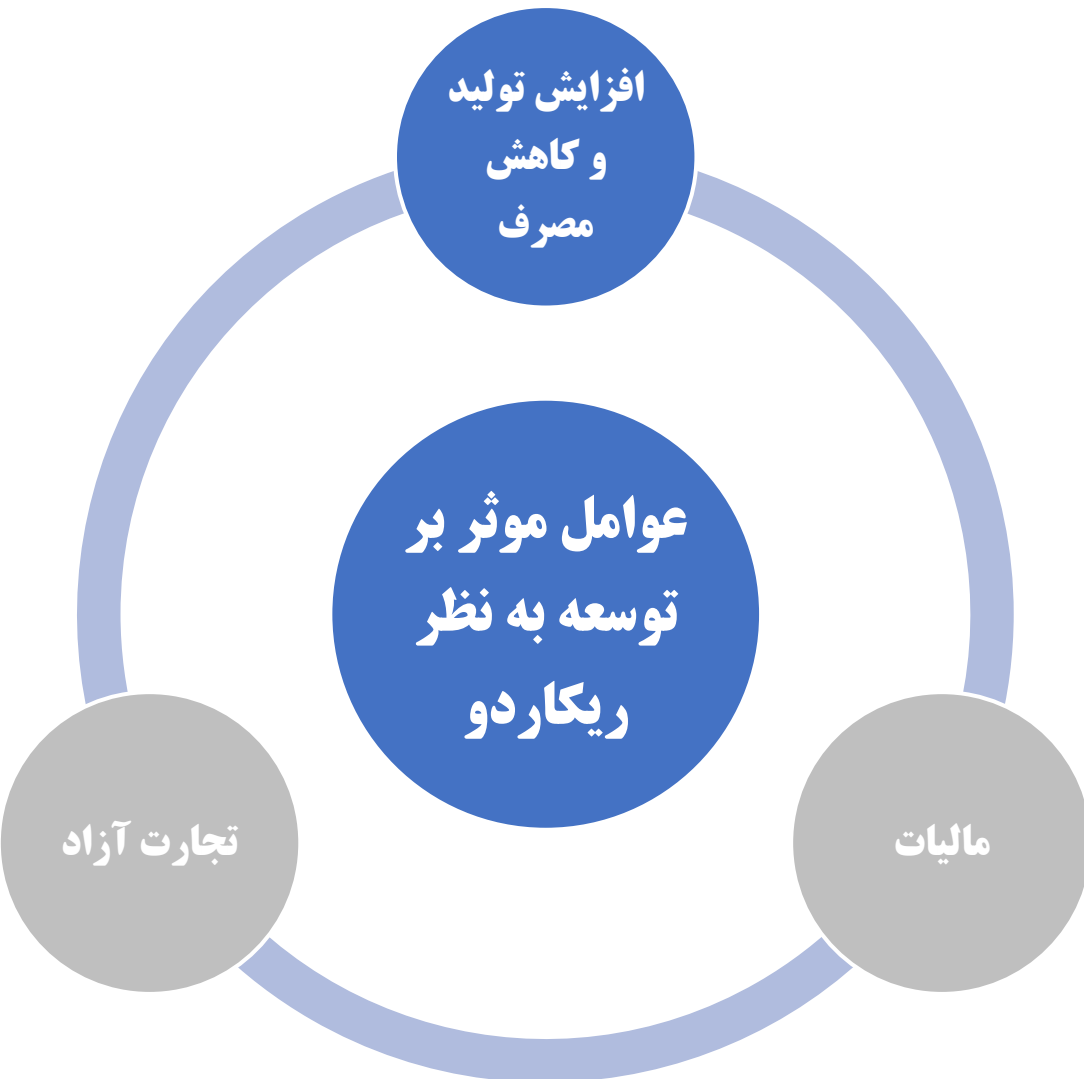 افزایش تولید
و کاهش
مصرف
عوامل موثر بر
توسعه به نظر
ریکاردو
مالیات
تجارت آزاد